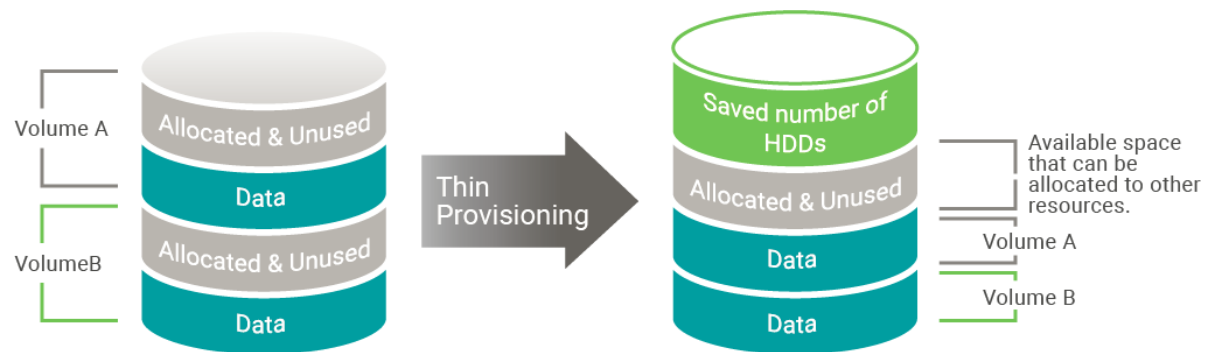 Volume A
VolumeB
Allocated & Unused
Data
Allocated & Unused
Data
Thin
Provisioning
Saved number of
HDDs
Allocated & Unused
Data
Data
Available space
that can be
allocated to other
resources.
Volume A
Volume B